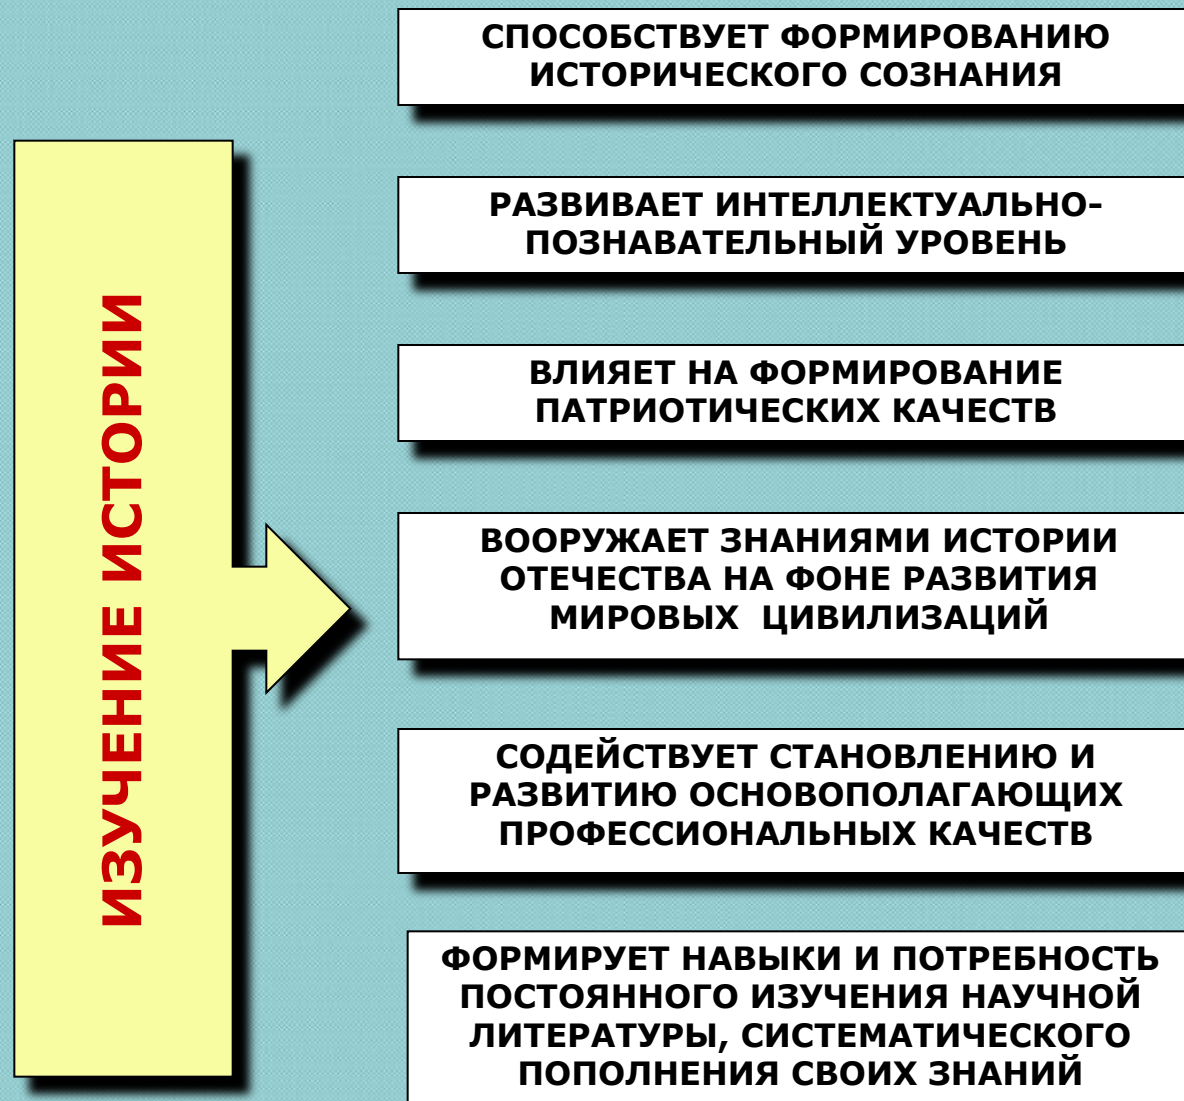 ИЗУЧЕНИЕ ИСТОРИИ
СПОСОБСТВУЕТ ФОРМИРОВАНИЮ
ИСТОРИЧЕСКОГО СОЗНАНИЯ
РАЗВИВАЕТ ИНТЕЛЛЕКТУАЛЬНО–
ПОЗНАВАТЕЛЬНЫЙ УРОВЕНЬ
ВЛИЯЕТ НА ФОРМИРОВАНИЕ
ПАТРИОТИЧЕСКИХ КАЧЕСТВ
ВООРУЖАЕТ ЗНАНИЯМИ ИСТОРИИ
ОТЕЧЕСТВА НА ФОНЕ РАЗВИТИЯ
МИРОВЫХ  ЦИВИЛИЗАЦИЙ
СОДЕЙСТВУЕТ СТАНОВЛЕНИЮ И
РАЗВИТИЮ ОСНОВОПОЛАГАЮЩИХ
ПРОФЕССИОНАЛЬНЫХ КАЧЕСТВ
ФОРМИРУЕТ НАВЫКИ И ПОТРЕБНОСТЬ
ПОСТОЯННОГО ИЗУЧЕНИЯ НАУЧНОЙ
ЛИТЕРАТУРЫ, СИСТЕМАТИЧЕСКОГО
ПОПОЛНЕНИЯ СВОИХ ЗНАНИЙ